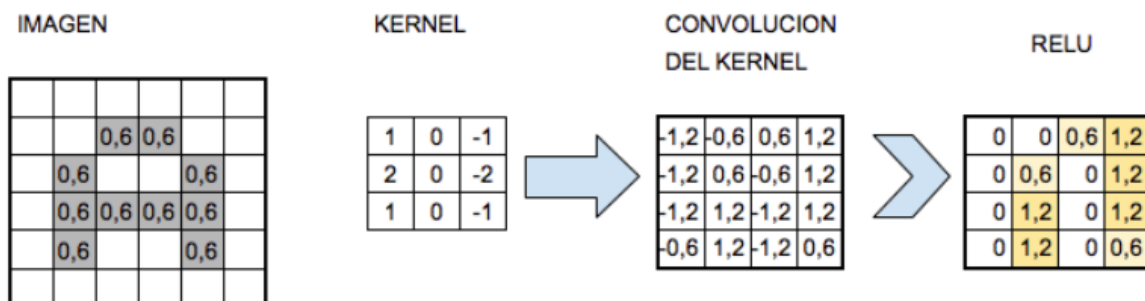 IMAGEN
KERNEL
CONVOLUCION
DEL KERNEL
RELU
0,6 0,6
0,6 0,6
0,6 0,6 0,6 0,6
0,6 0,6
1 0 -1
2 0 -2
1 0 -1
-1,2 -0,6 0,6 1,2
-1,2 0,6 -0,6 1,2
-1,2 1,2 -1,2 1,2
-0,6 1,2 -1,2 0,6
0 0 0,6 1,2
0 0,6 0 1,2
0 1,2 0 1,2
0 1,2 0 0,6